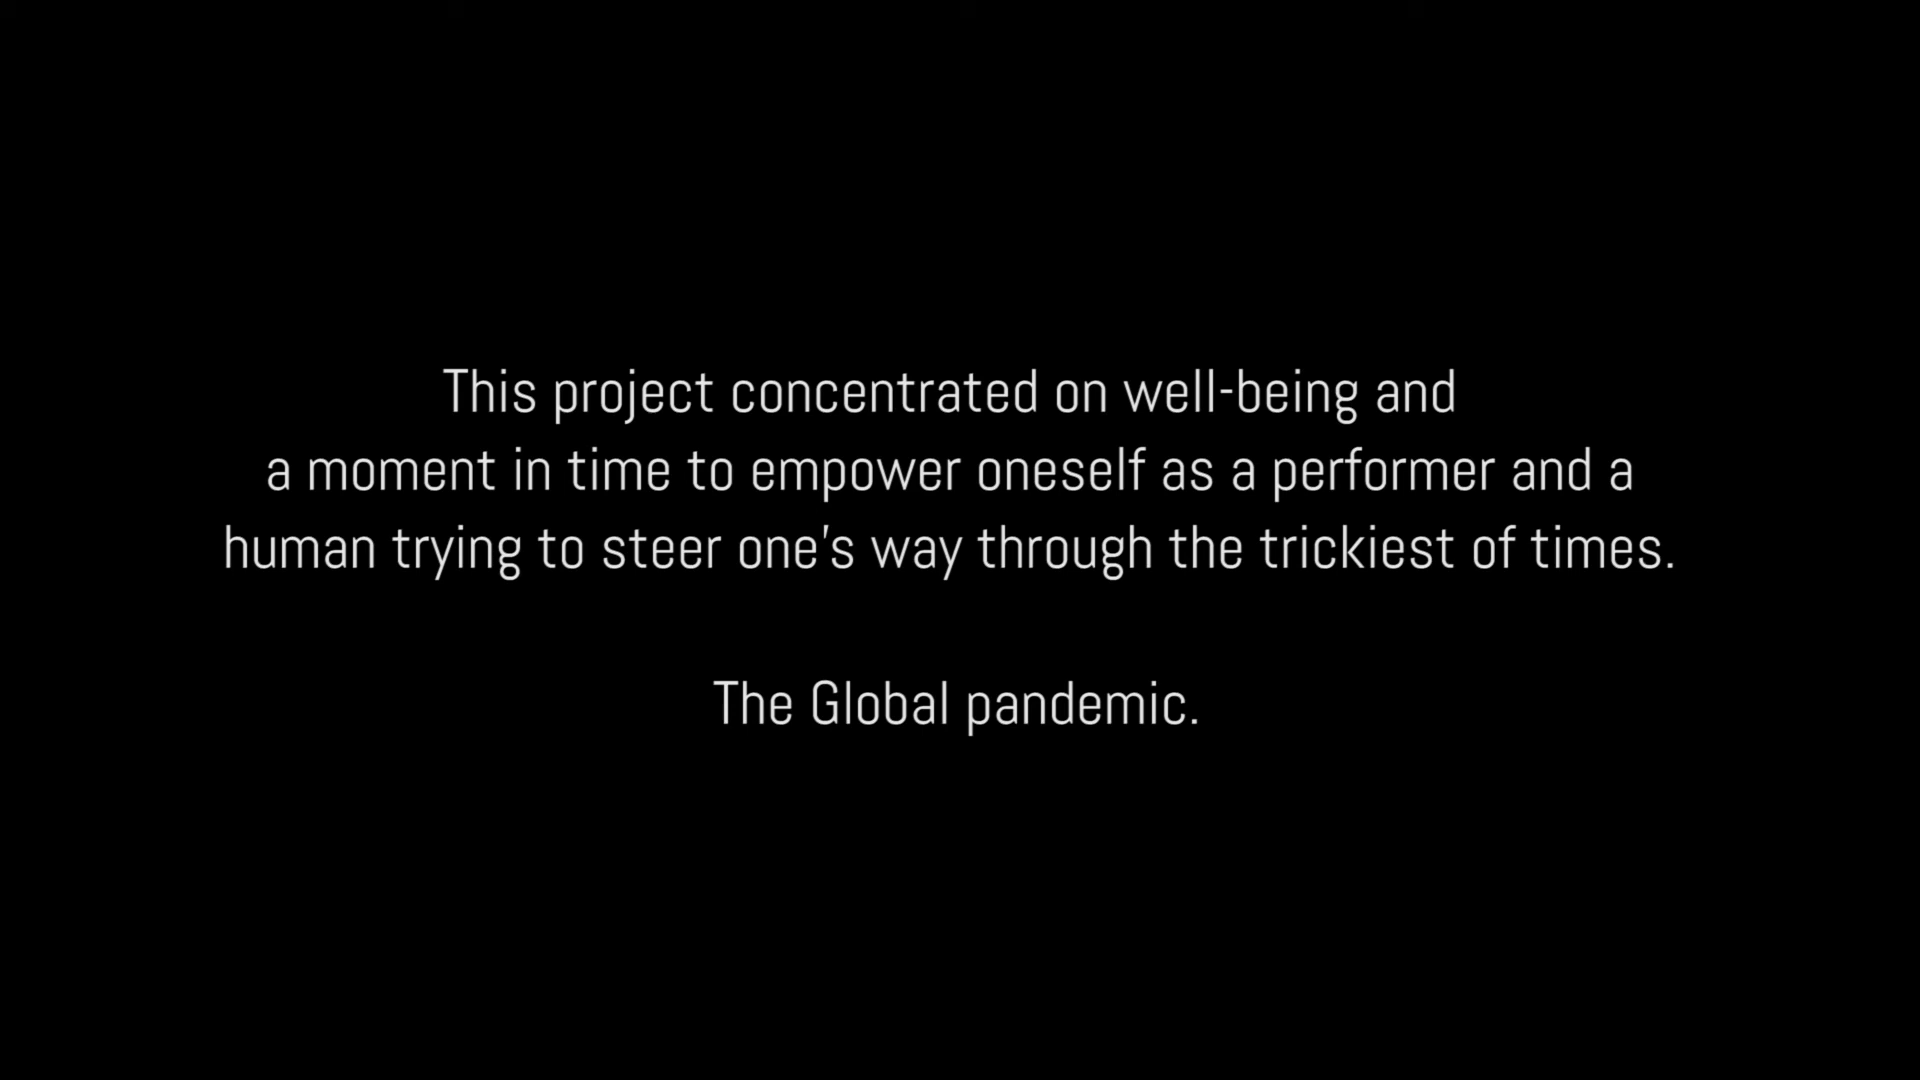 This project concentrated on well-being and
a moment in time to empower oneself as a performer and a
human trying to steer one's way through the trickiest of times.
The Global pandemic.